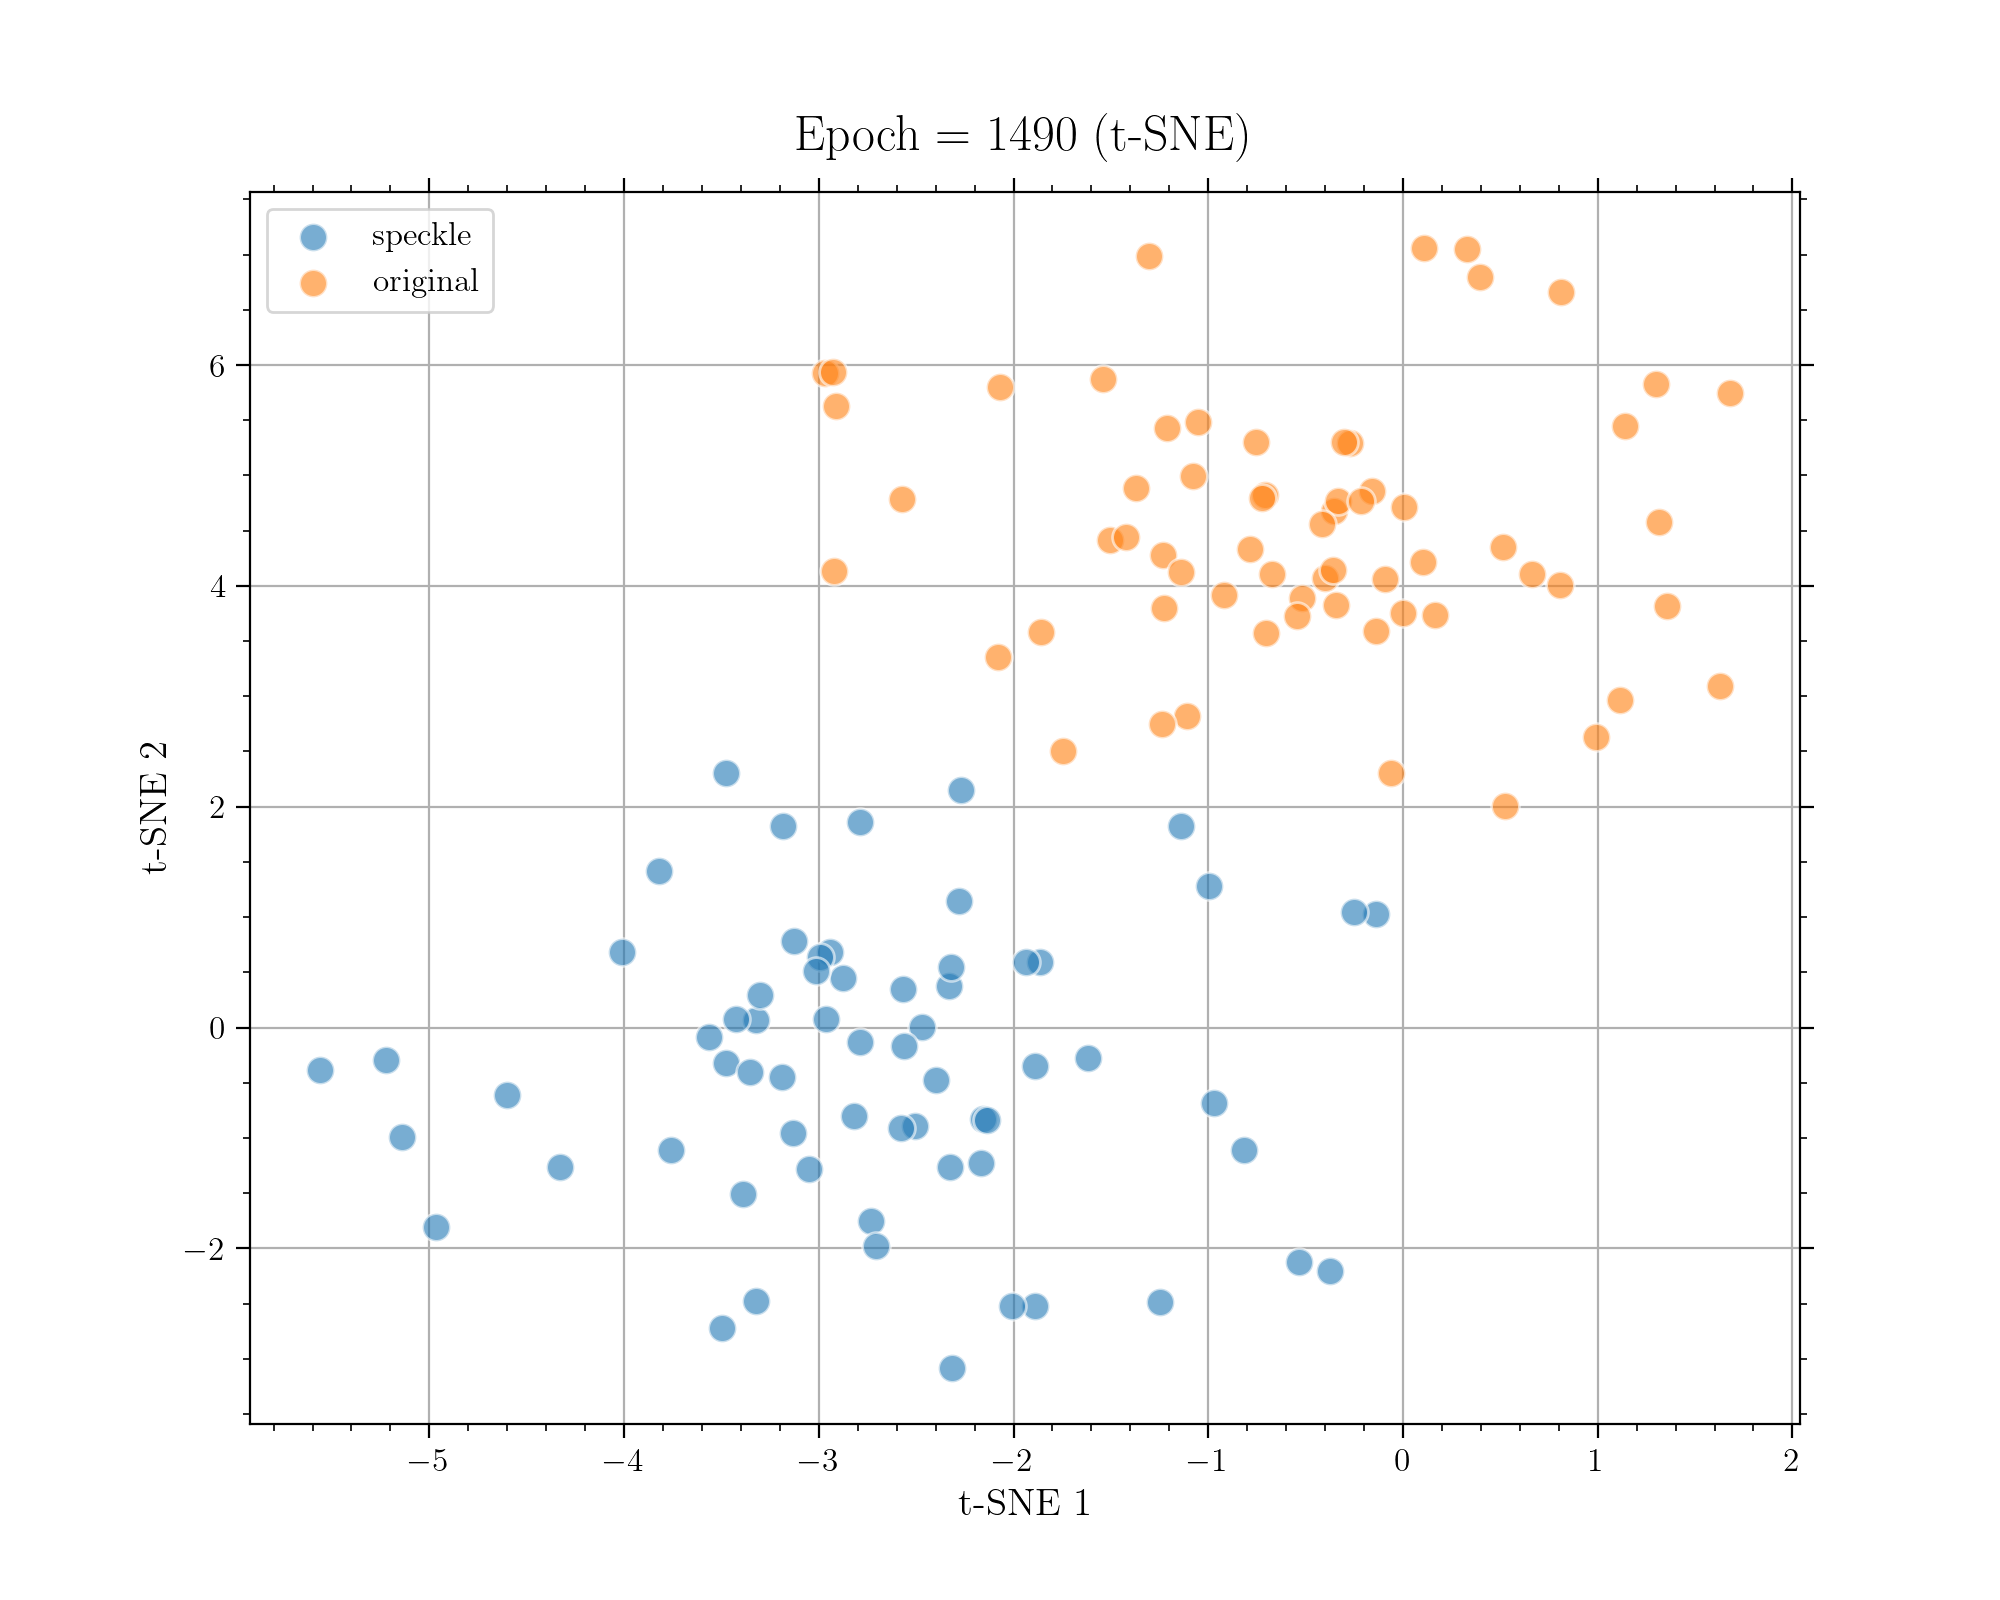 Epoch = 1490 (t-SNE)
speckle
original
6
4
2
0
−2
t-SNE 2
−5 −4 −3 −2 −1 0 1 2
t-SNE 1